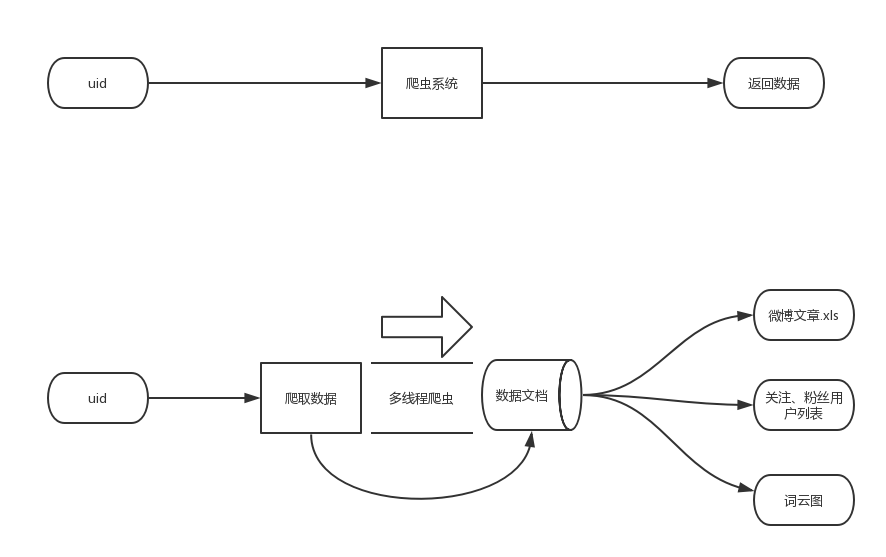 uid
爬虫系统
返回数据
uid
爬取数据
多线程爬虫
数据文档
微博文章.xls
关注、粉丝用
户列表
词云图